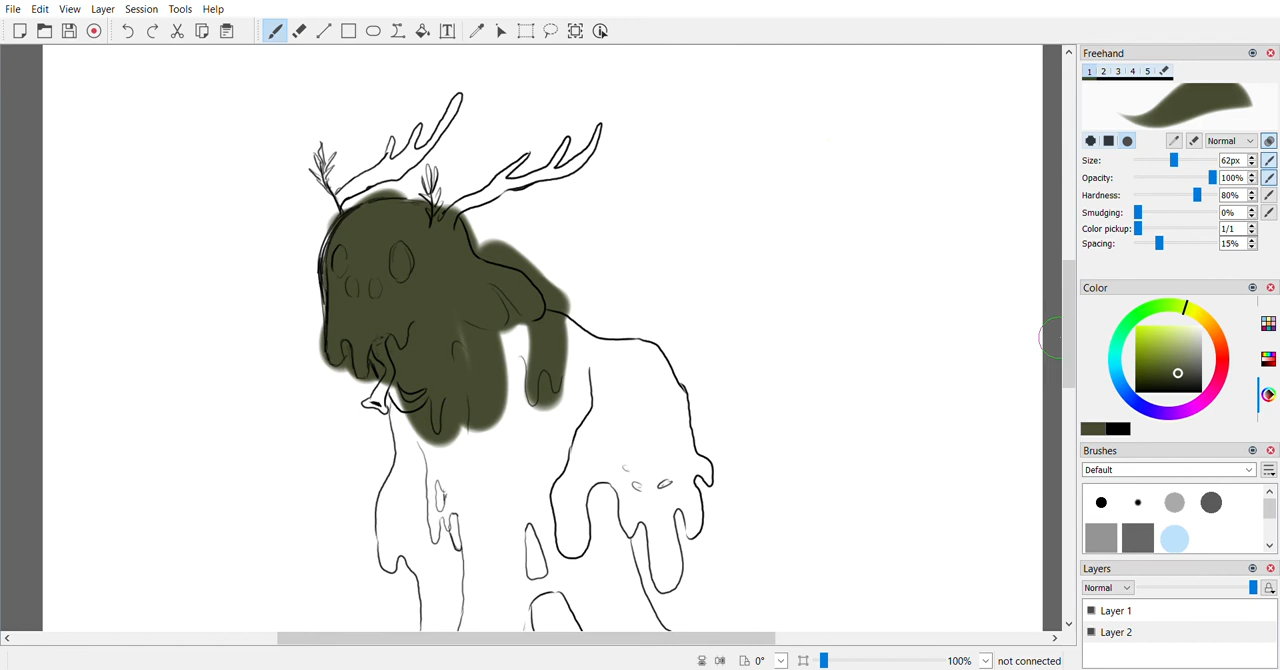 File Edit View Layer Session Tools Help
Freehand
1 2 3 4 5
Normal
Size: 62px
Opacity: 100%
Hardness: 80%
Smudging: 0%
Color pickup: 1/1
Spacing: 15%
Color
Brushes
Default
Layers
Normal
Layer 1
Layer 2
0° 100% not connected